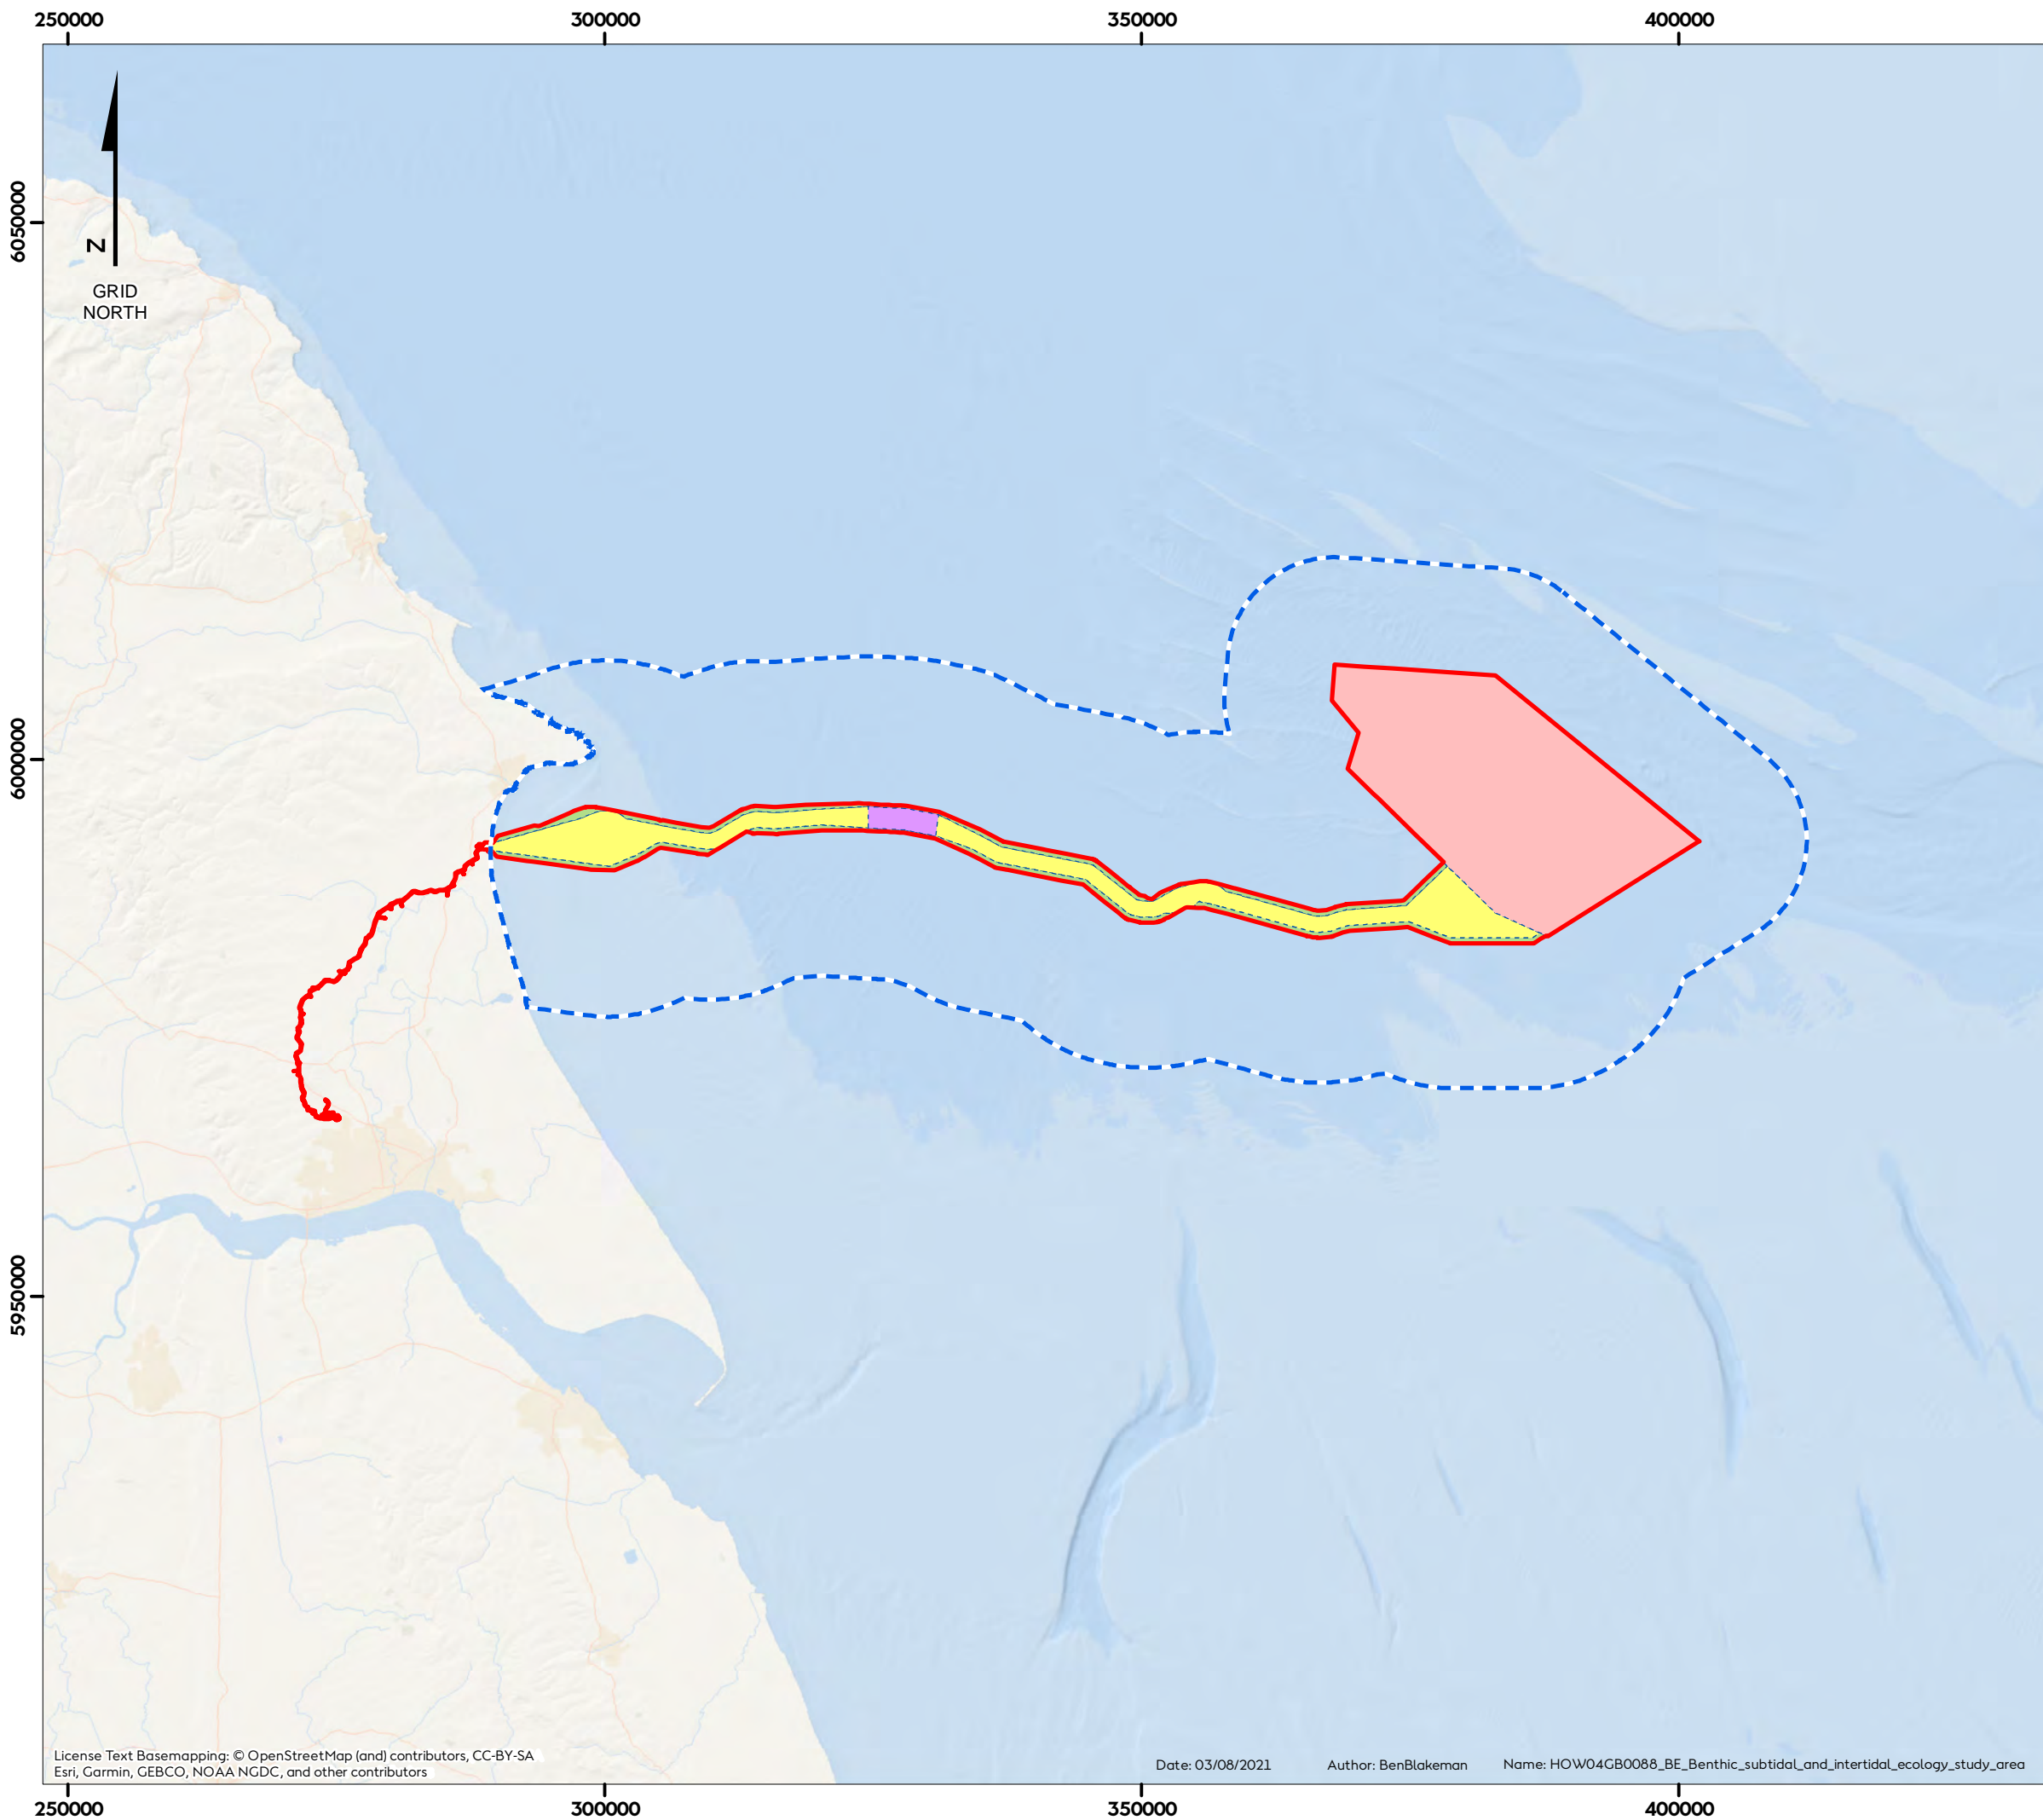 250000 300000 350000 400000
6050000
N
GRID
NORTH
6000000
5950000
License Text Basemapping: © OpenStreetMap (and) contributors, CC-BY-SA
Esri, Garmin, GEBCO, NOAA NGDC, and other contributors
Date: 03/08/2021 Author: BenBlakeman Name: HOW04GB0088_BE_Benthic_subtidal_and_intertidal_ecology_study_area
250000 300000 350000 400000